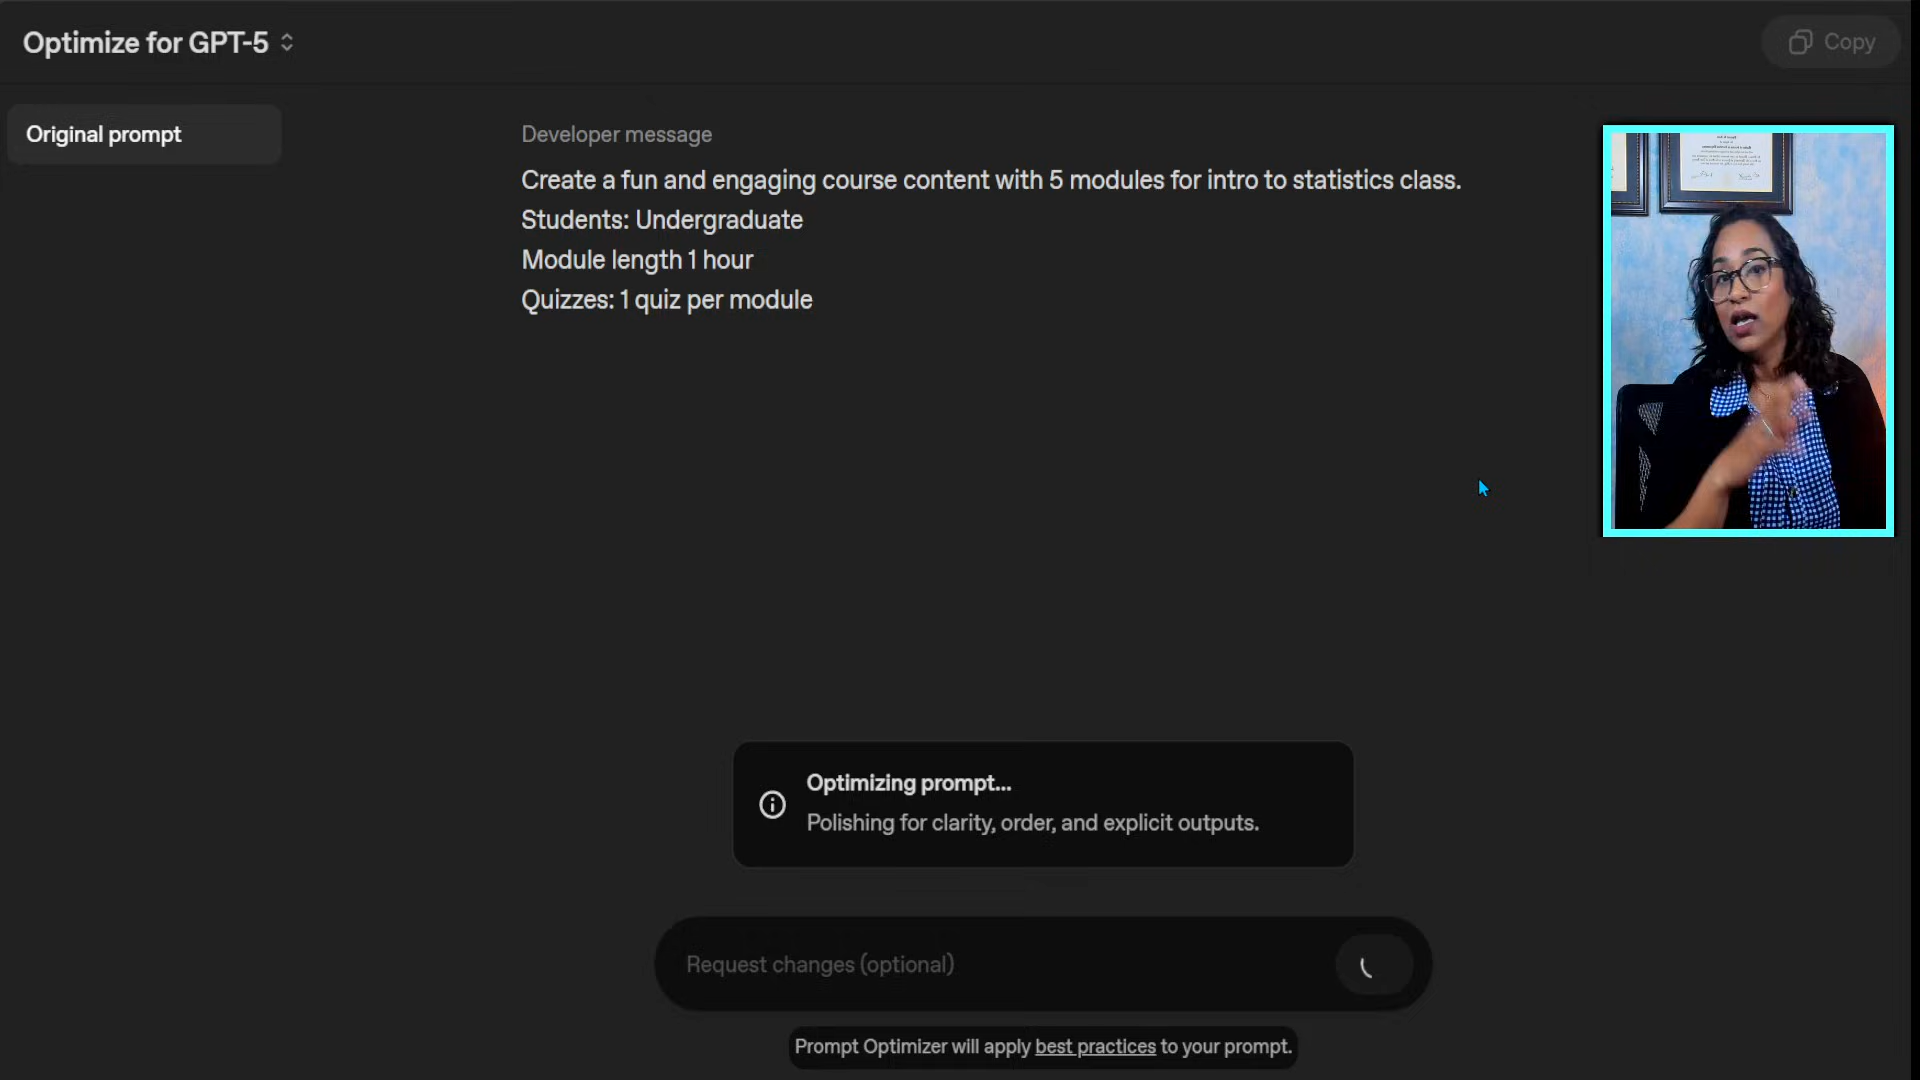 Optimize for GPT-5
Copy
Original prompt
Developer message
Create a fun and engaging course content with 5 modules for intro to statistics class.
Students: Undergraduate
Module length 1 hour
Quizzes: 1 quiz per module
Optimizing prompt...
Polishing for clarity, order, and explicit outputs.
Request changes (optional)
Prompt Optimizer will apply best practices to your prompt.